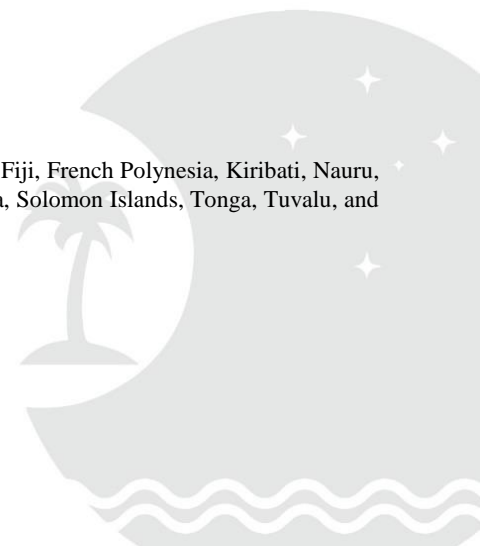 Fiji, French Polynesia, Kiribati, Nauru,
Solomon Islands, Tonga, Tuvalu, and